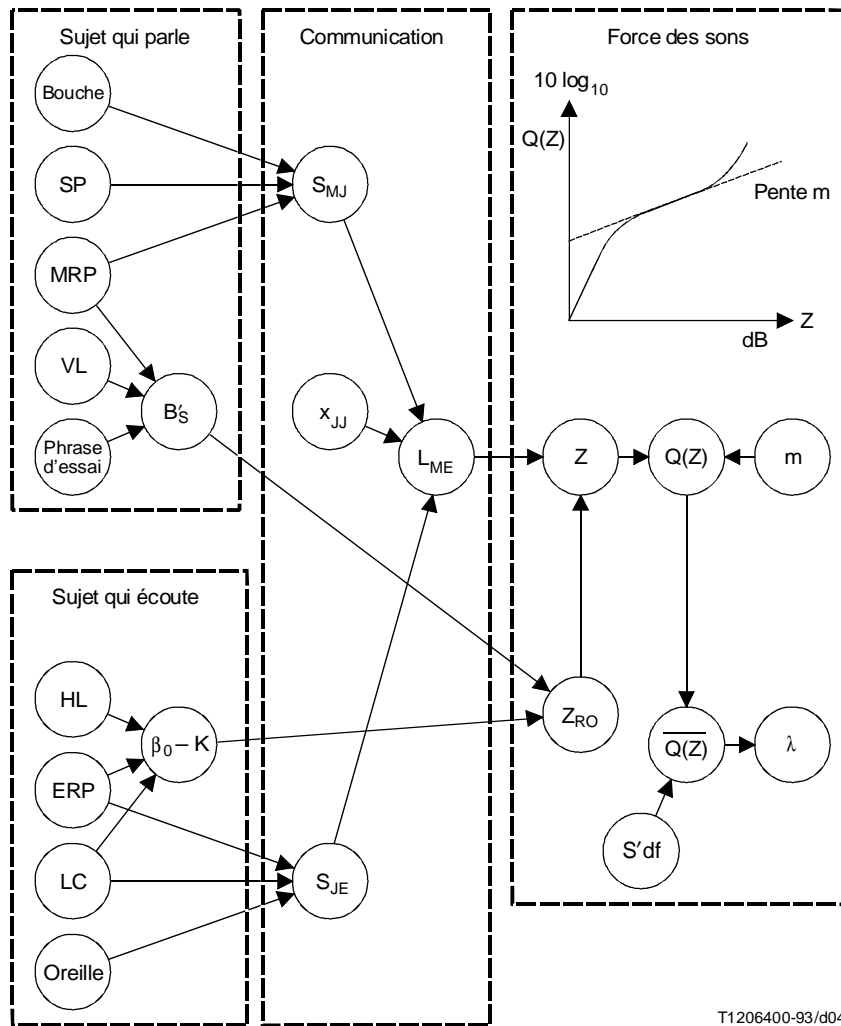 Sujet qui parle
Bouche
SP
MRP
VL
Phrase
d'essai
B'S
Communication
SMJ
xJJ
LME
SJE
Force des sons
10 log10
Q(Z)
Pente m
Z
dB
Z
Q(Z)
m
ZRO
Q(Z)
λ
S'df
Sujet qui écoute
HL
ERP
LC
Oreille
β0 – K
T1206400-93/d04